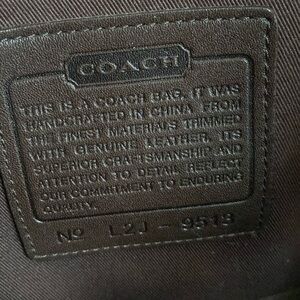 COACH
THIS IS A COACH BAG. IT WAS
HANDCRAFTED IN CHINA FROM
THE FINEST MATERIALS TRIMMED
WITH GENUINE LEATHER. ITS
SUPERIOR CRAFTSMANSHIP AND
ATTENTION TO DETAIL REFLECT
OUR COMMITMENT TO ENDURING
QUALITY.
No L2J - 9513